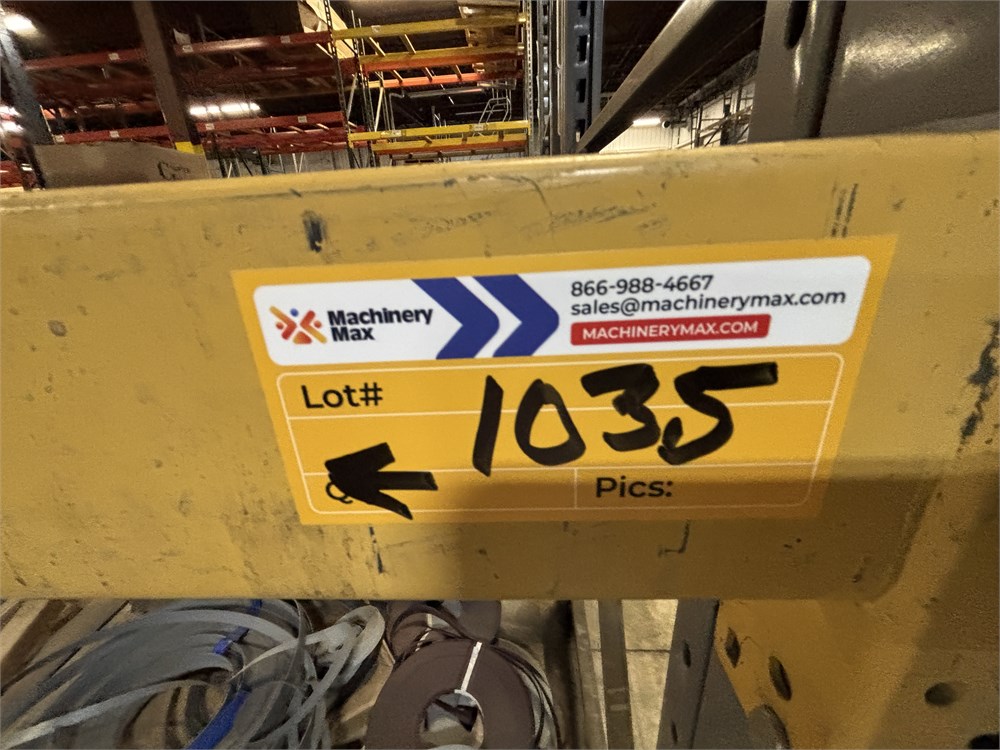 Machinery
Max
866-988-4667
sales@machinerymax.com
MACHINERYMAX.COM
Lot# 1035
Pics: